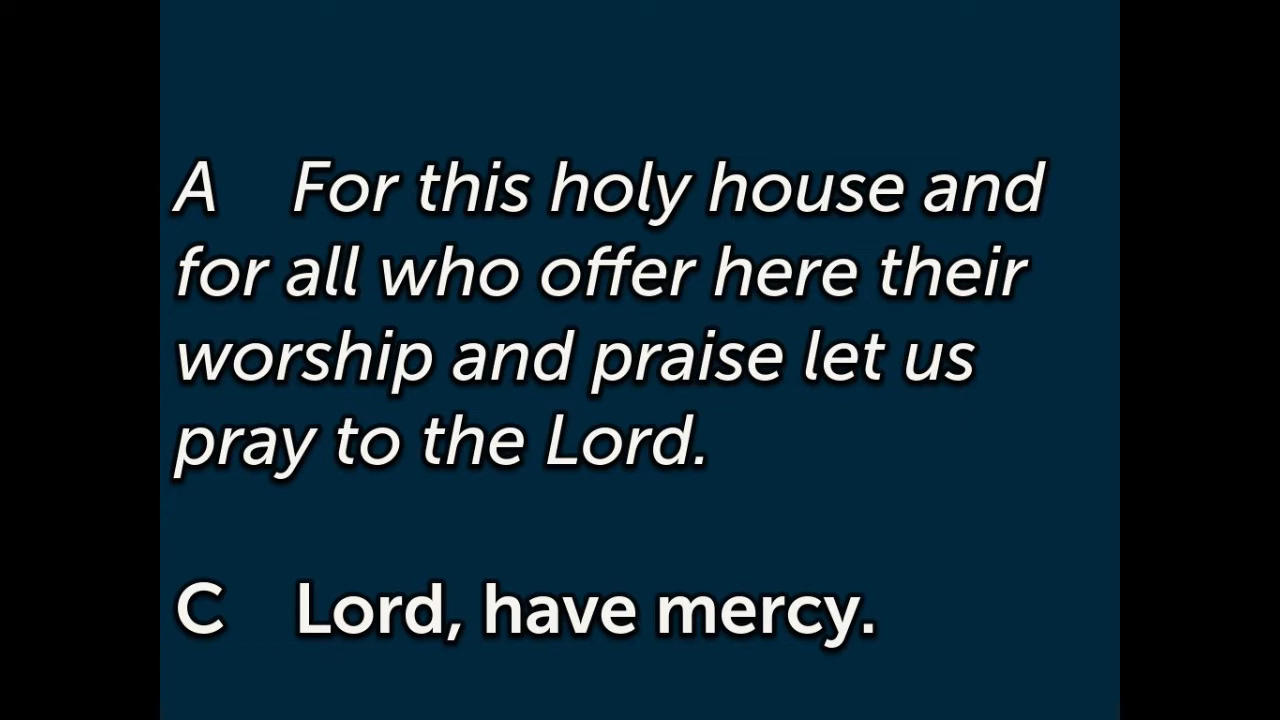 A For this holy house and
for all who offer here their
worship and praise let us
pray to the Lord.
C Lord, have mercy.